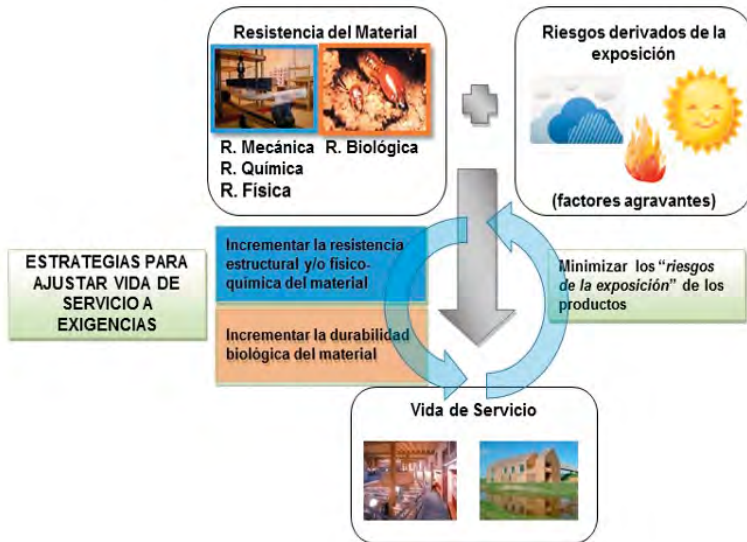 Resistencia del Material
R. Mecánica
R. Química
R. Física
R. Biológica
Riesgos derivados de la
exposición
(factores agravantes)
ESTRATEGIAS PARA
AJUSTAR VIDA DE
SERVICIO A
EXIGENCIAS
Incrementar la resistencia
estructural y/o físico-
química del material
Incrementar la durabilidad
biológica del material
Minimizar los “riesgos
de la exposición” de los
productos
Vida de Servicio